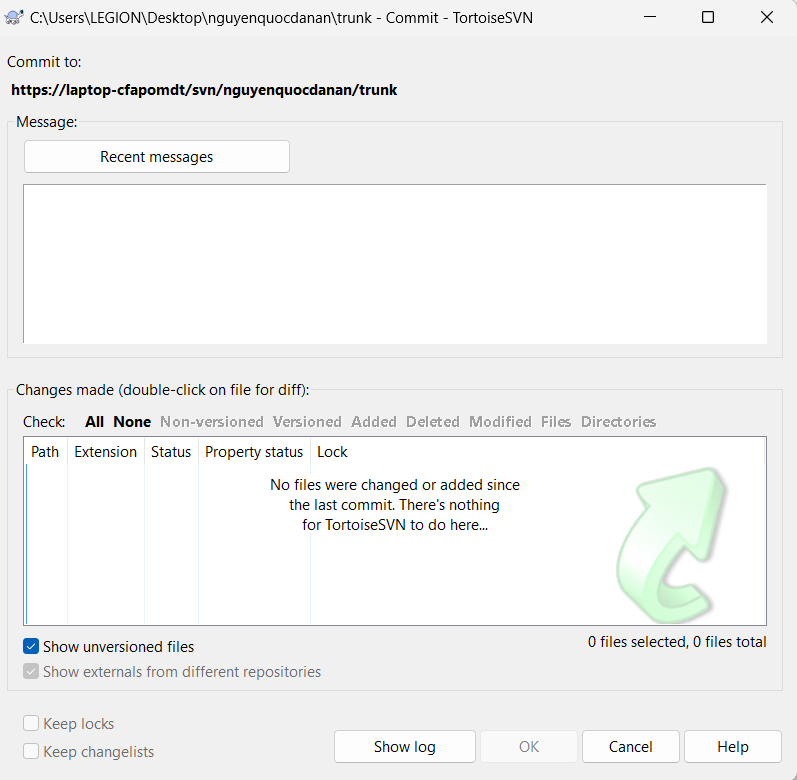 C:\Users\LEGION\Desktop\nguyenquocdanan\trunk - Commit - TortoiseSVN
Commit to:
https://laptop-cfapomdt/svn/nguyenquocdanan/trunk
Message:
Recent messages
Changes made (double-click on file for diff):
Check: All None Non-versioned Versioned Added Deleted Modified Files Directories
Path Extension Status Property status Lock
No files were changed or added since
the last commit. There's nothing
for TortoiseSVN to do here...
Show unversioned files
0 files selected, 0 files total
Show externals from different repositories
Keep locks
Keep changelists
Show log
OK
Cancel
Help